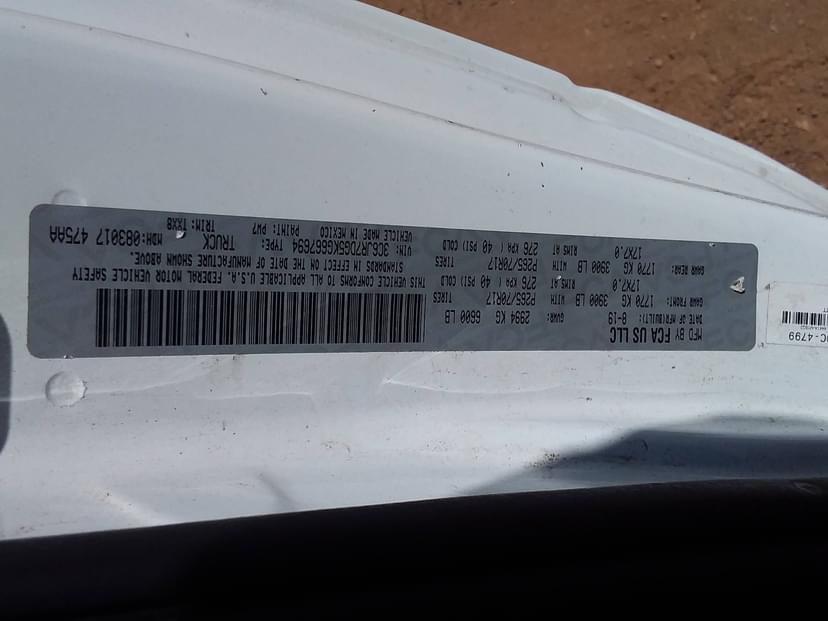 MFD BY FCA US LLC
DATE OF MFR(BUILT): 8-19 GVWR: 2994 KG 6600 LB
GAWR FRONT: 1770 KG 3900 LB WITH P265/70R17 TIRES
17X7.0 RIMS AT 276 KPA ( 40 PSI) COLD
GAWR REAR: 1770 KG 3900 LB WITH P265/70R17 TIRES
17X7.0 RIMS AT 276 KPA ( 40 PSI) COLD
THIS VEHICLE CONFORMS TO ALL APPLICABLE U.S.A. FEDERAL MOTOR VEHICLE SAFETY
STANDARDS IN EFFECT ON THE DATE OF MANUFACTURE SHOWN ABOVE.
VIN: 3C6JR7DG5KG667694 TYPE: TRUCK MDH:083017 475AA
VEHICLE MADE IN MEXICO PAINT: PW7 TRIM: TXX8
C-4799